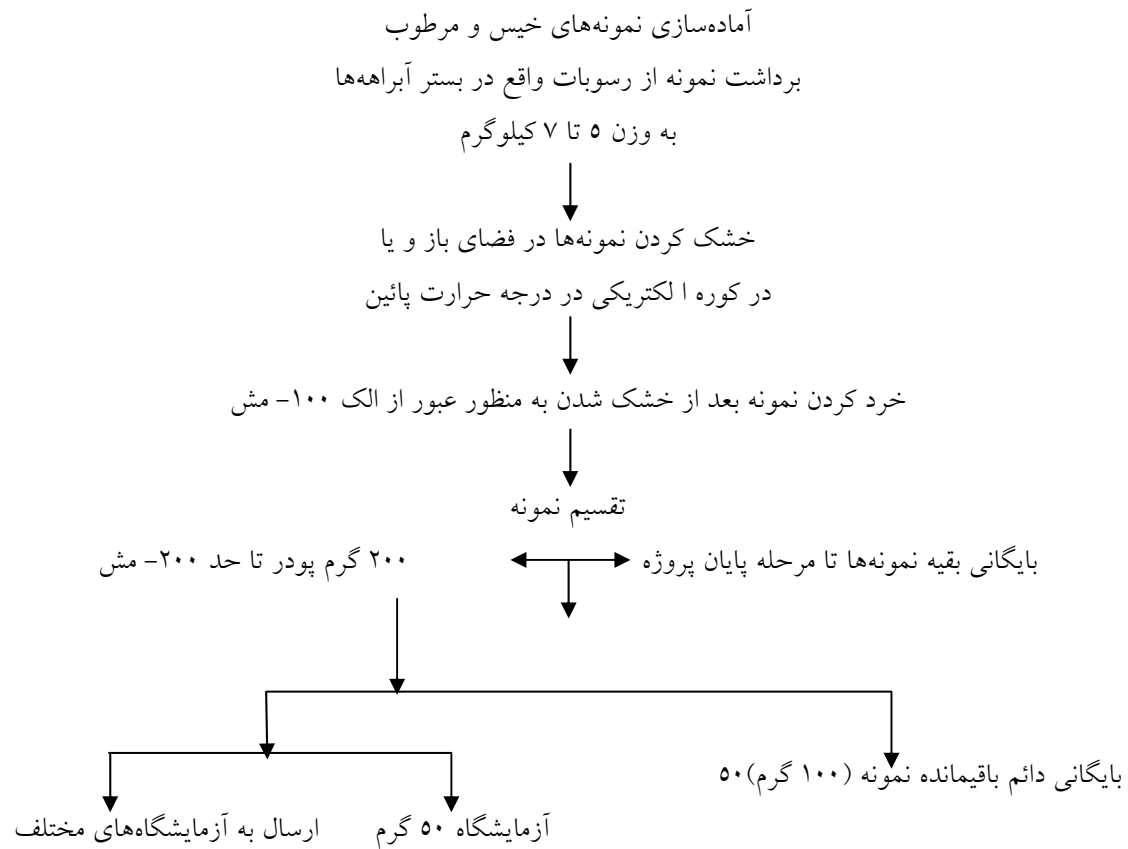 آماده‌سازی نمونه‌های خیس و مرطوب
برداشت نمونه از رسوبات واقع در بستر آبراهه‌ها
به وزن ۵ تا ۷ کیلوگرم
خشک کردن نمونه‌ها در فضای باز و یا
در کوره ا لکتریکی در درجه حرارت پائین
خرد کردن نمونه بعد از خشک شدن به منظور عبور از الک ۱۰۰- مش
تقسیم نمونه
بایگانی بقیه نمونه‌ها تا مرحله پایان پروژه
۲۰۰ گرم پودر تا حد ۲۰۰- مش
بایگانی دائم باقیمانده نمونه (۱۰۰ گرم)۵۰
آزمایشگاه ۵۰ گرم
ارسال به آزمایشگاه‌های مختلف